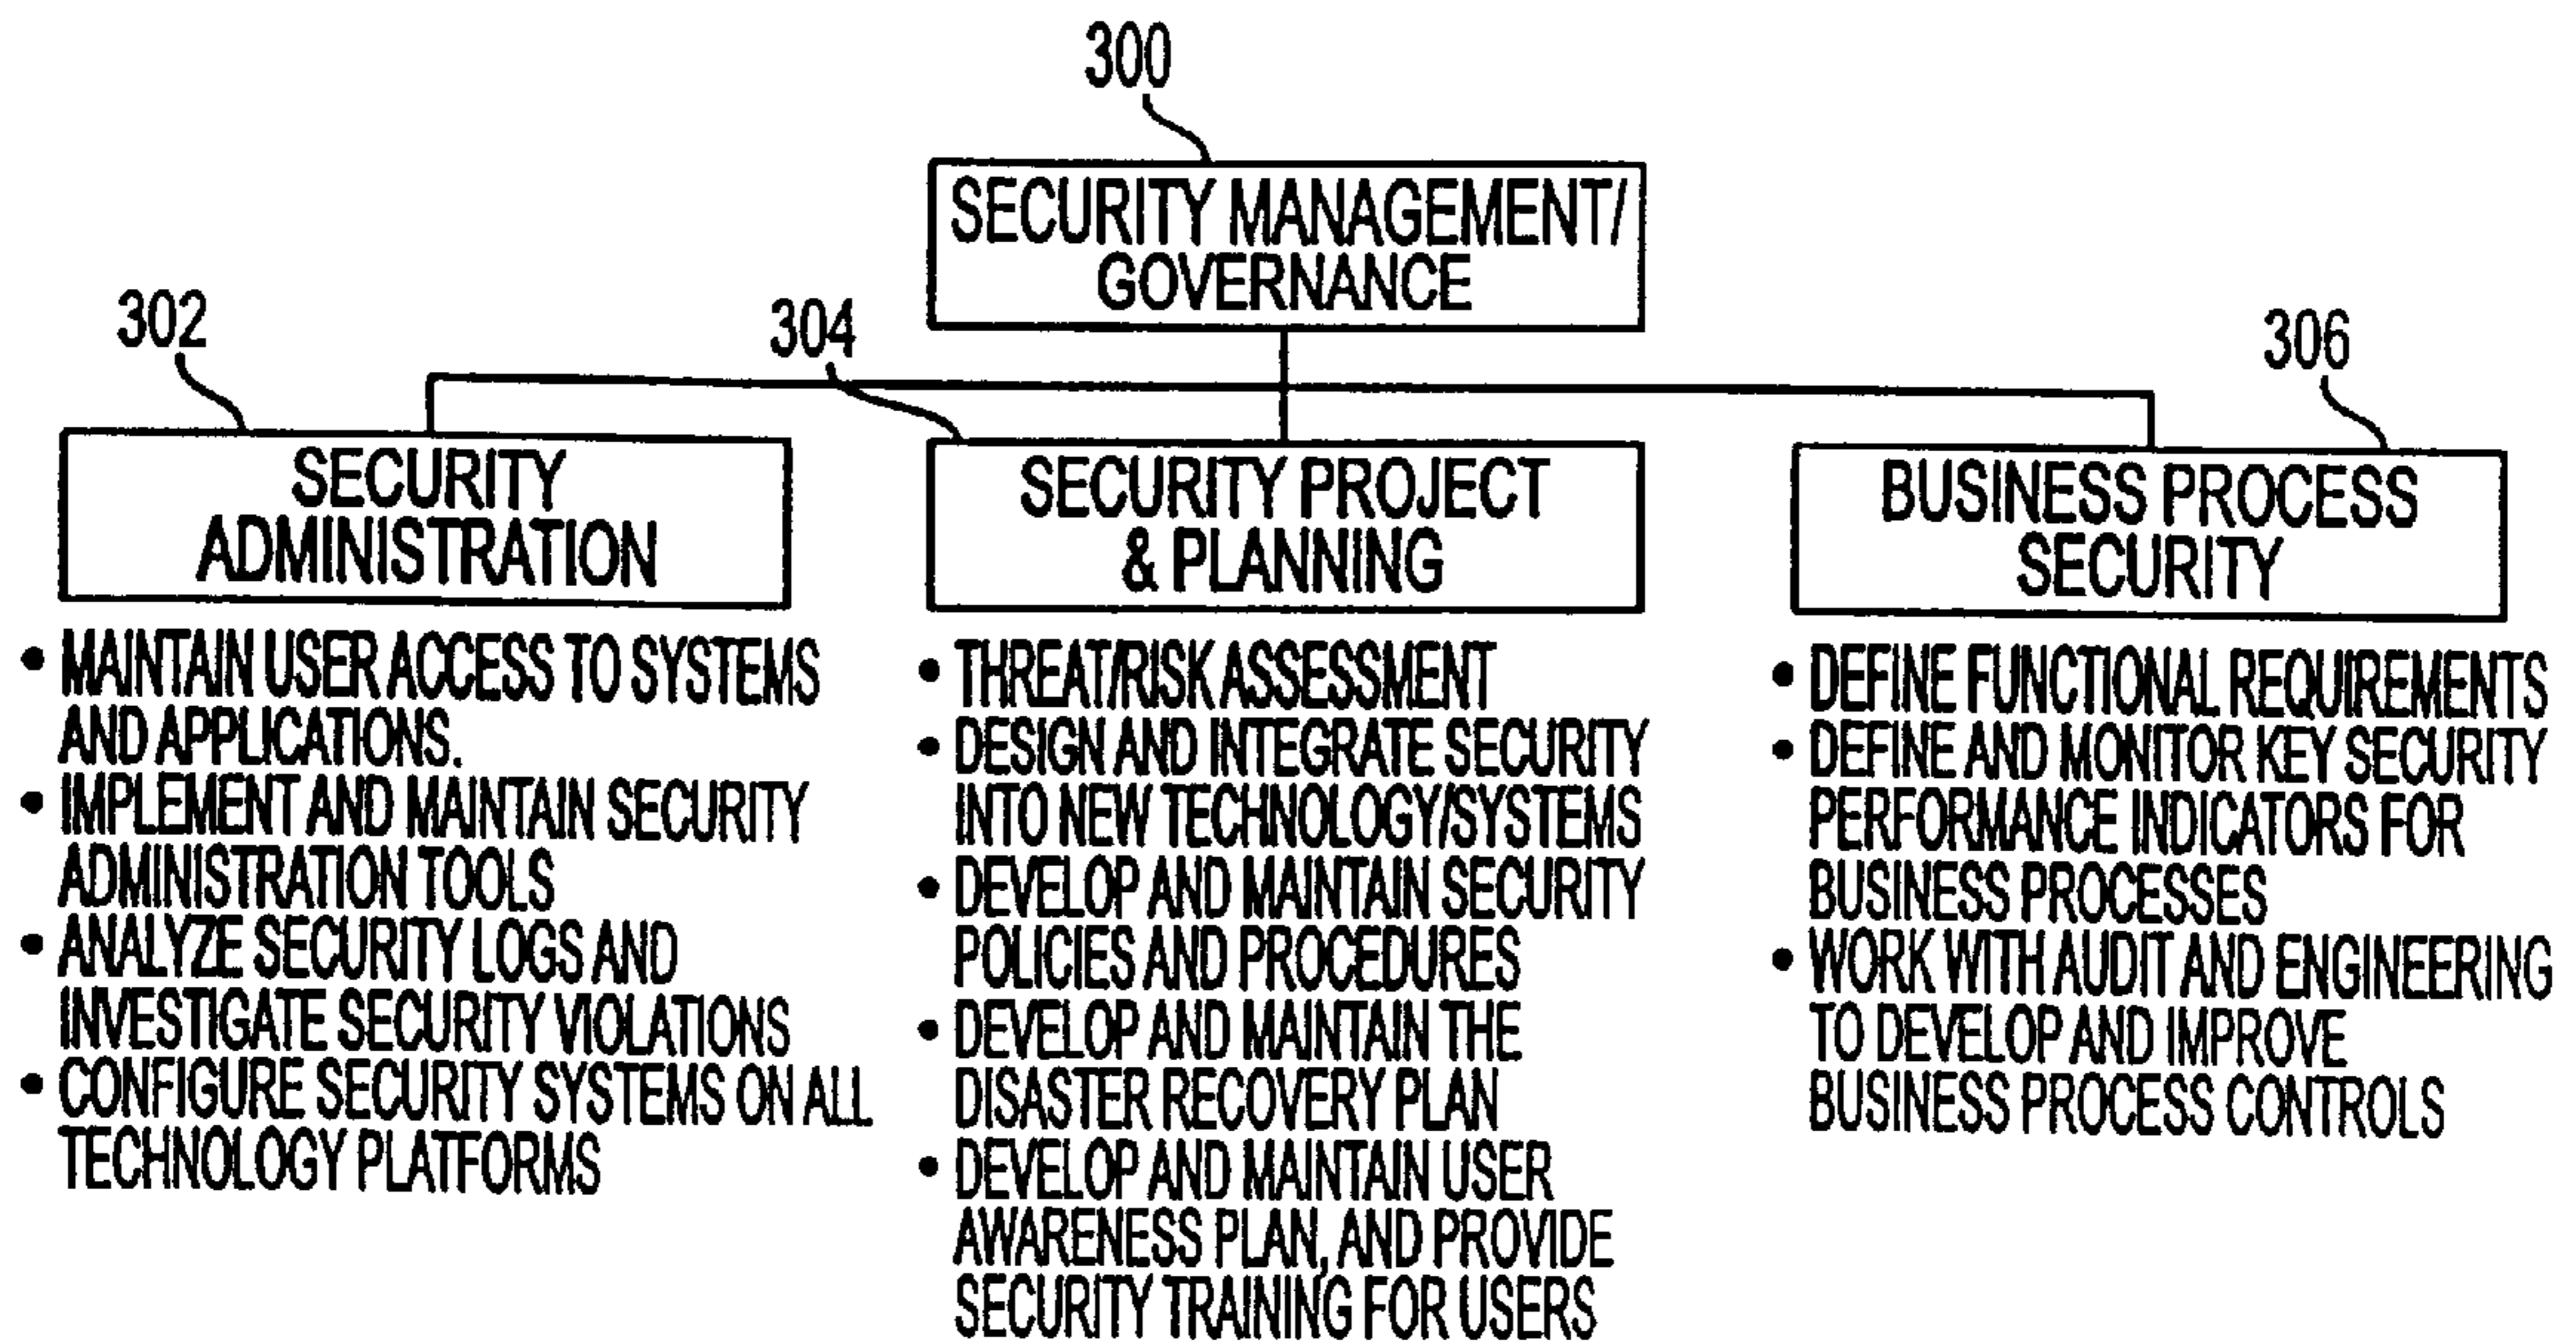 300
SECURITY MANAGEMENT/
GOVERNANCE
302
304
306
SECURITY
ADMINISTRATION
SECURITY PROJECT
& PLANNING
BUSINESS PROCESS
SECURITY
• MAINTAIN USER ACCESS TO SYSTEMS
AND APPLICATIONS.
• IMPLEMENT AND MAINTAIN SECURITY
ADMINISTRATION TOOLS
• ANALYZE SECURITY LOGS AND
INVESTIGATE SECURITY VIOLATIONS
• CONFIGURE SECURITY SYSTEMS ON ALL
TECHNOLOGY PLATFORMS
• THREAT/RISK ASSESSMENT
• DESIGN AND INTEGRATE SECURITY
INTO NEW TECHNOLOGY/SYSTEMS
• DEVELOP AND MAINTAIN SECURITY
POLICIES AND PROCEDURES
• DEVELOP AND MAINTAIN THE
DISASTER RECOVERY PLAN
• DEVELOP AND MAINTAIN USER
AWARENESS PLAN, AND PROVIDE
SECURITY TRAINING FOR USERS
• DEFINE FUNCTIONAL REQUIREMENTS
• DEFINE AND MONITOR KEY SECURITY
PERFORMANCE INDICATORS FOR
BUSINESS PROCESSES
• WORK WITH AUDIT AND ENGINEERING
TO DEVELOP AND IMPROVE
BUSINESS PROCESS CONTROLS